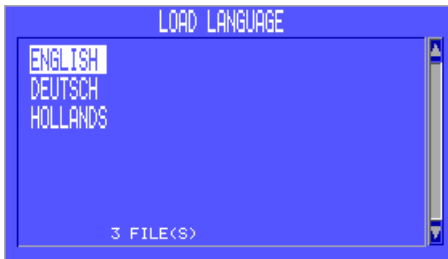 LOAD LANGUAGE
ENGLISH
DEUTSCH
HOLLANDS
3 FILE(S)